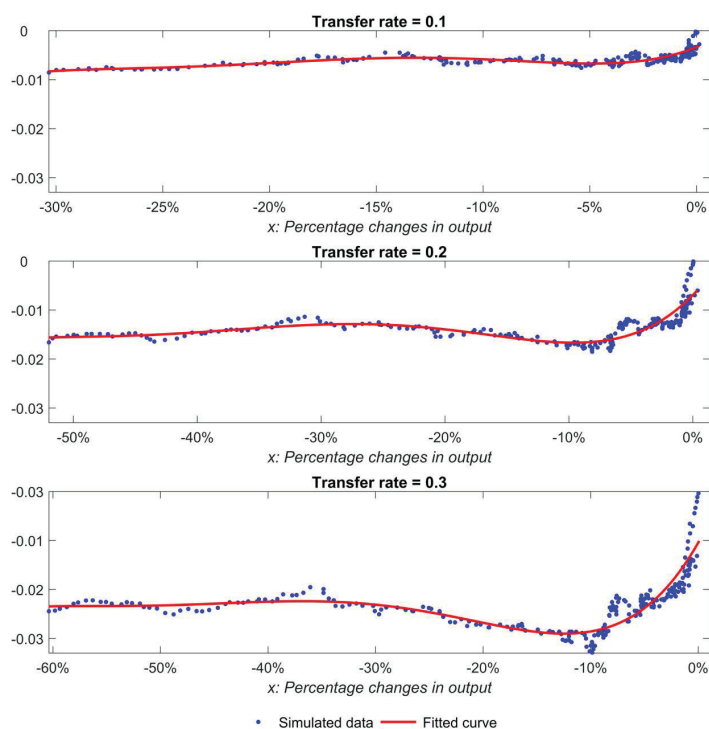 Transfer rate = 0.1
0
-0.01
-0.02
-0.03
-30% -25% -20% -15% -10% -5% 0%
x: Percentage changes in output
Transfer rate = 0.2
0
-0.01
-0.02
-0.03
-50% -40% -30% -20% -10% 0%
x: Percentage changes in output
Transfer rate = 0.3
-0.03
-0.01
-0.02
-0.03
-60% -50% -40% -30% -20% -10% 0%
x: Percentage changes in output
Simulated data Fitted curve